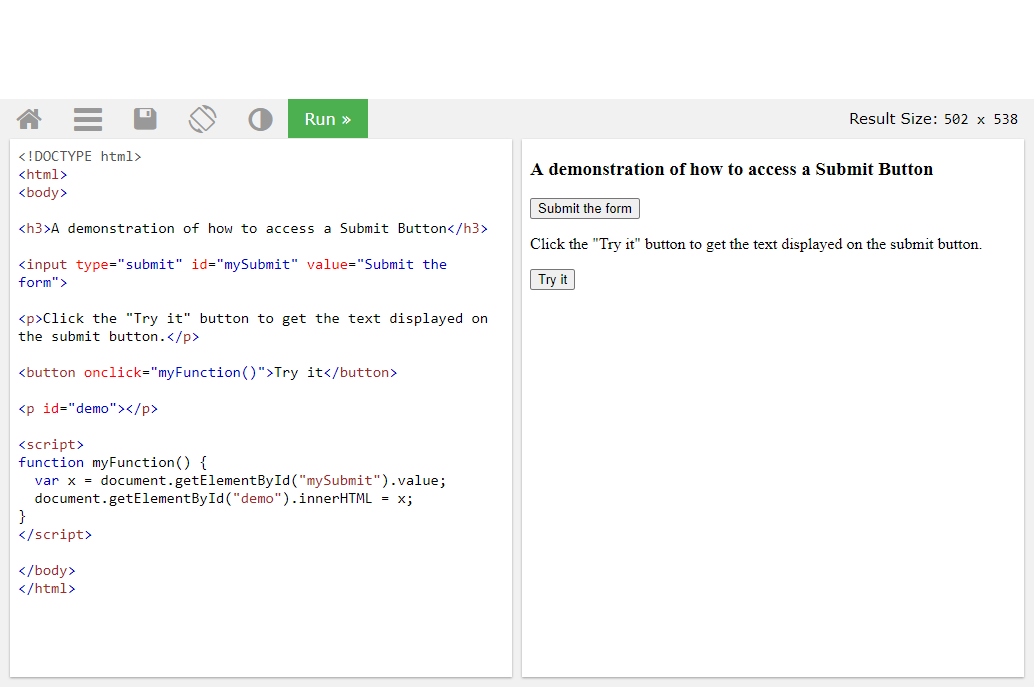 Run »
Result Size: 502 x 538
<!DOCTYPE html>
<html>
<body>
<h3>A demonstration of how to access a Submit Button</h3>
<input type="submit" id="mySubmit" value="Submit the
form">
<p>Click the "Try it" button to get the text displayed on
the submit button.</p>
<button onclick="myFunction()">Try it</button>
<p id="demo"></p>
<script>
function myFunction() {
  var x = document.getElementById("mySubmit").value;
  document.getElementById("demo").innerHTML = x;
}
</script>
</body>
</html>
A demonstration of how to access a Submit Button
Submit the form
Click the "Try it" button to get the text displayed on the submit button.
Try it